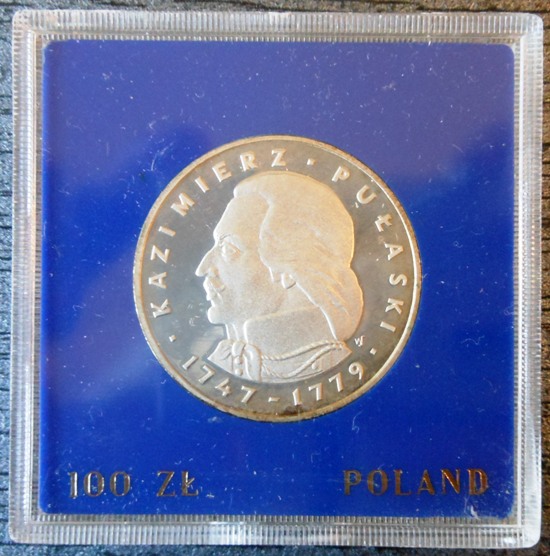 KAZIMIERZ · PUŁASKI
· 1747-1779 ·
100 ZŁ POLAND